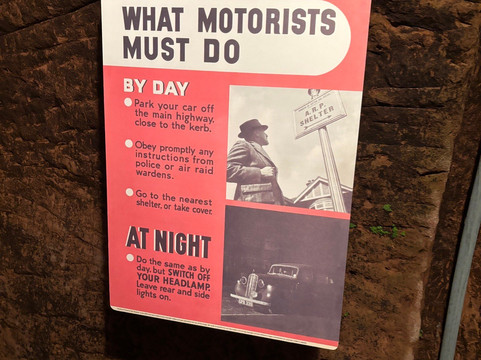 WHAT MOTORISTS
MUST DO
BY DAY
Park your car off
the main highway,
close to the kerb.
Obey promptly any
instructions from
police or air raid
wardens.
Go to the nearest
shelter, or take cover.
A.R.P.
SHELTER
AT NIGHT
Do the same as by
day, but SWITCH OFF
YOUR HEADLAMP.
Leave rear and side
lights on.